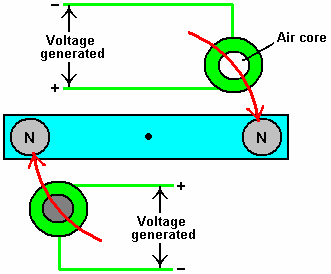 −
Voltage
generated
+
Air core
N
N
+
Voltage
generated
−